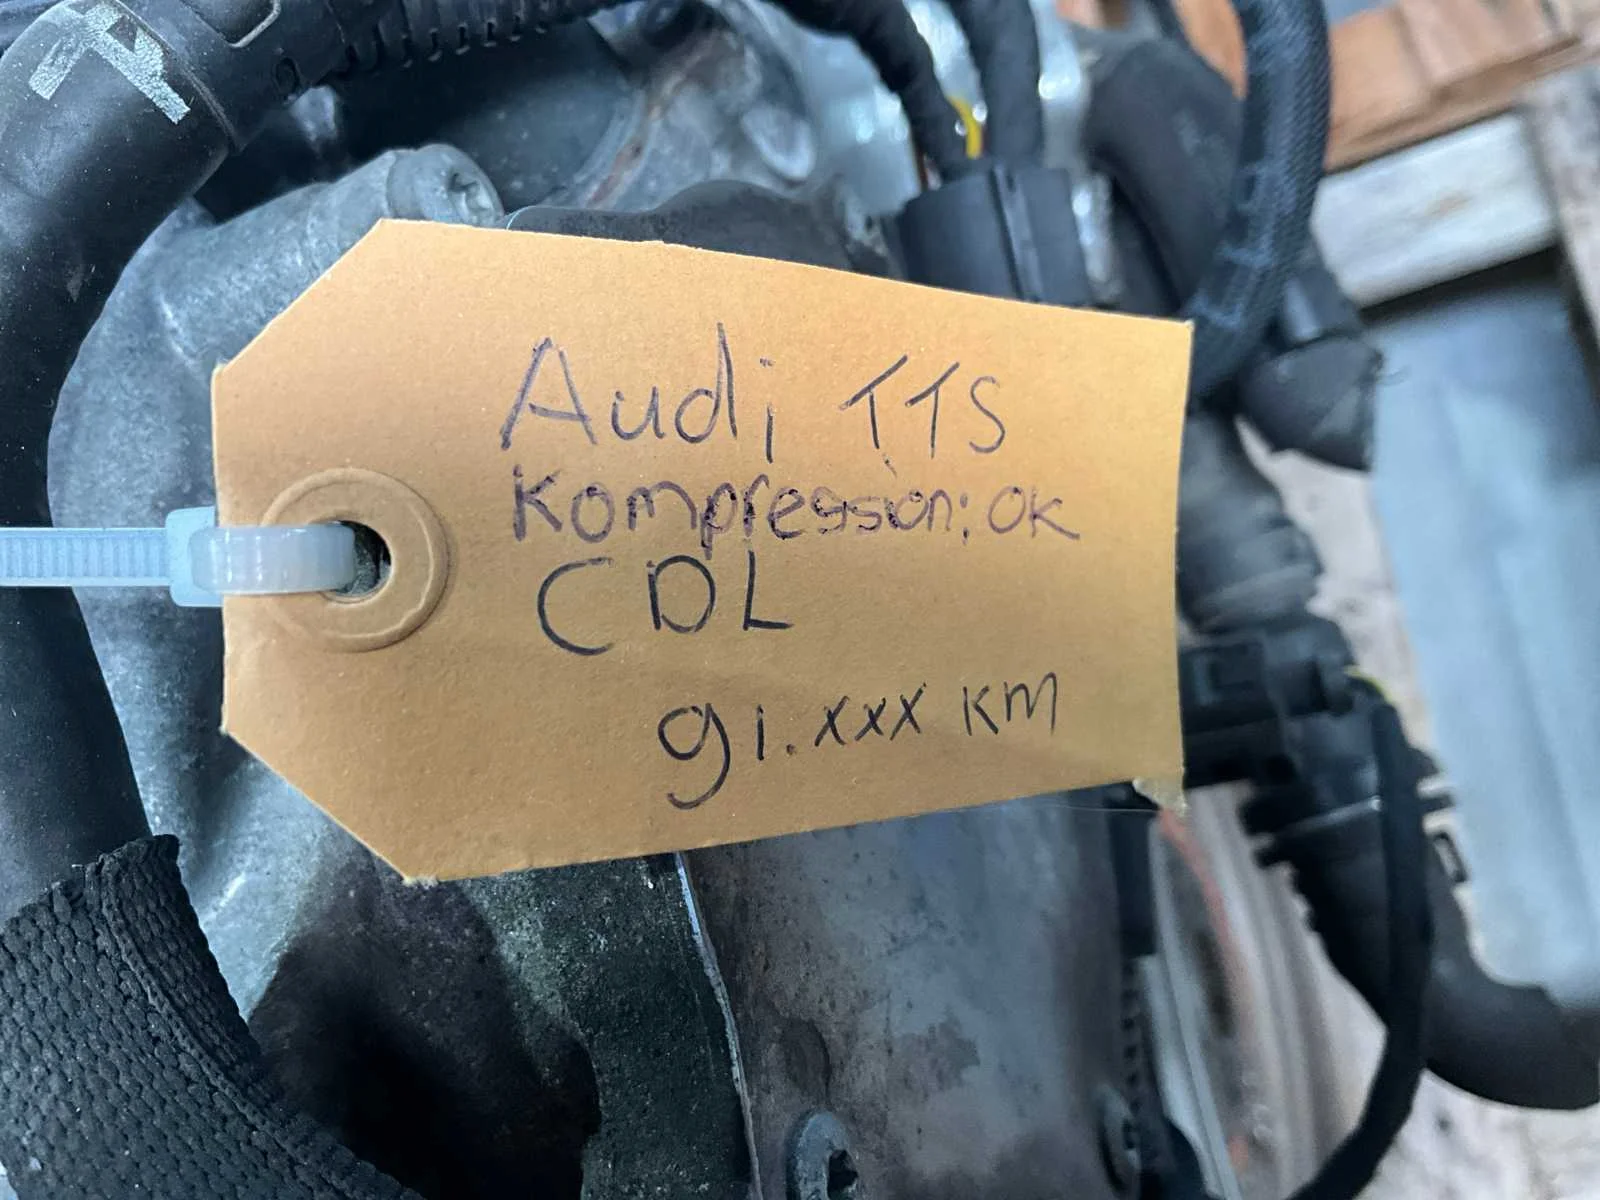 Audi TTS
Kompression: OK
CDL
91.xxx KM